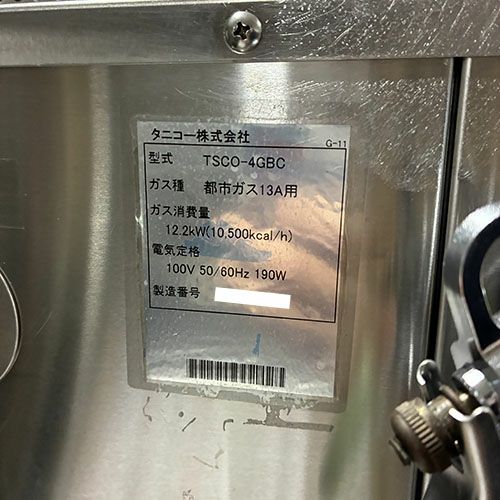 タニコー株式会社
G-11
型式 TSCO-4GBC
ガス種 都市ガス13A用
ガス消費量
12.2kW(10,500kcal/h)
電気定格
100V 50/60Hz 190W
製造番号